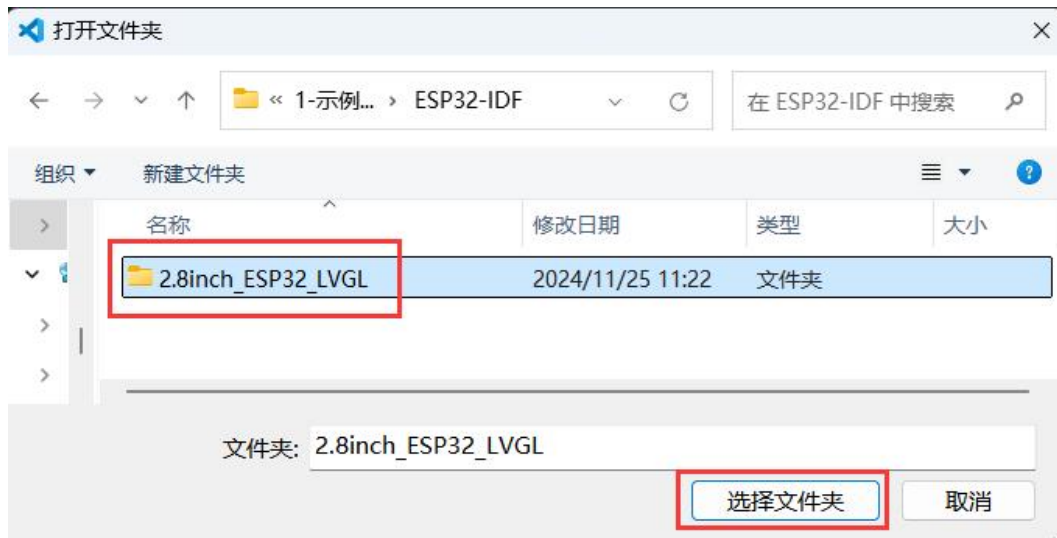 打开文件夹
« 1-示例... › ESP32-IDF
在 ESP32-IDF 中搜索
组织 新建文件夹
名称 修改日期 类型 大小
2.8inch_ESP32_LVGL 2024/11/25 11:22 文件夹
文件夹: 2.8inch_ESP32_LVGL
选择文件夹 取消